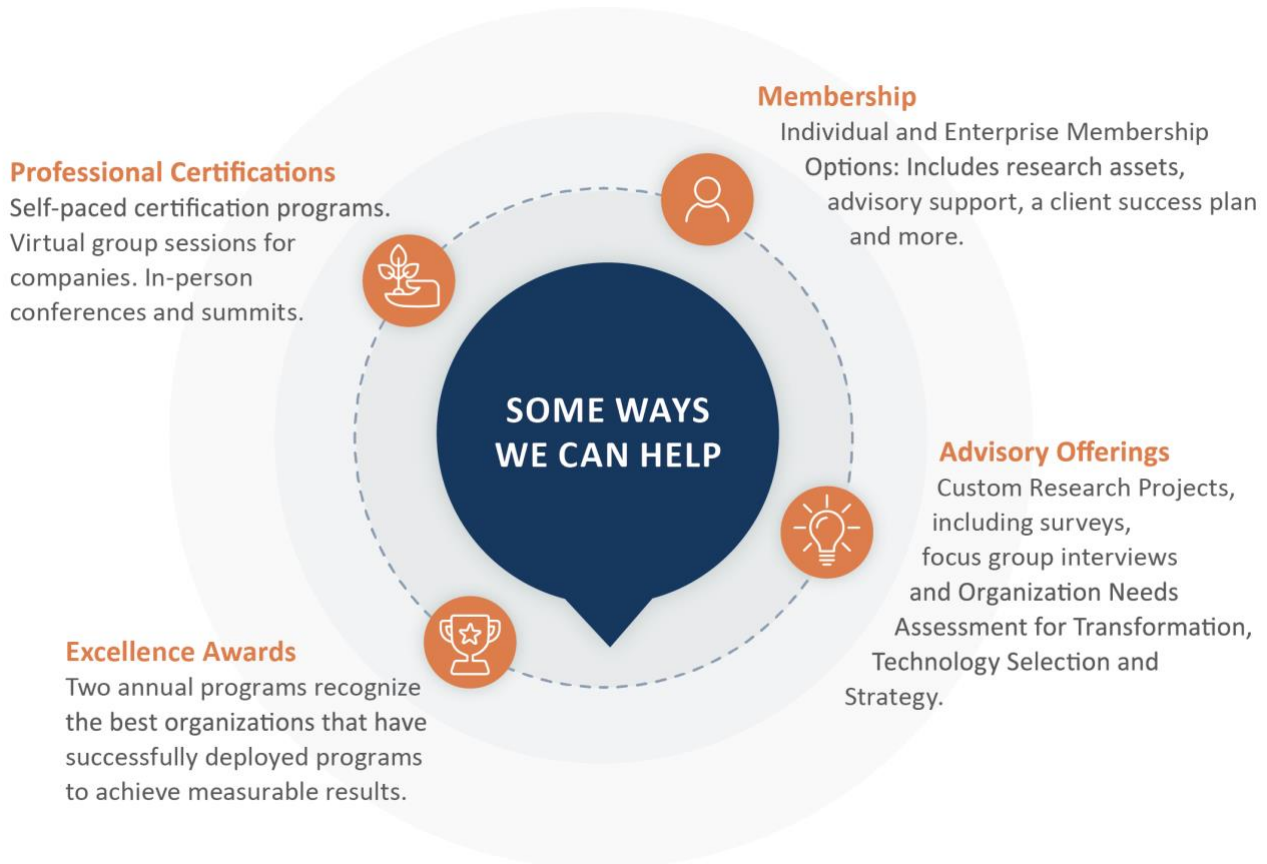 Membership
Individual and Enterprise Membership
Options: Includes research assets,
advisory support, a client success plan
and more.
Professional Certifications
Self-paced certification programs.
Virtual group sessions for
companies. In-person
conferences and summits.
SOME WAYS
WE CAN HELP
Advisory Offerings
Custom Research Projects,
including surveys,
focus group interviews
and Organization Needs
Assessment for Transformation,
Technology Selection and
Strategy.
Excellence Awards
Two annual programs recognize
the best organizations that have
successfully deployed programs
to achieve measurable results.